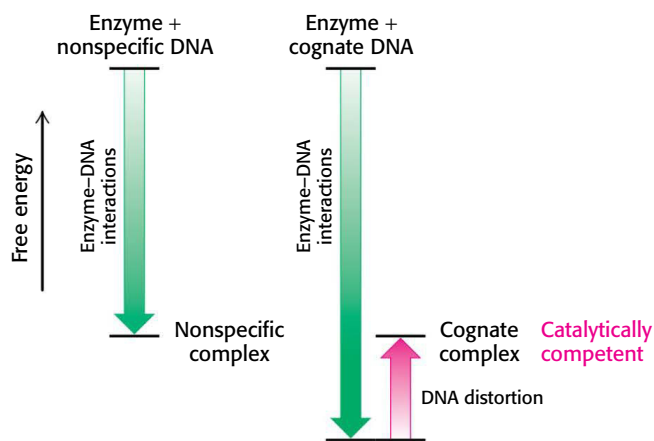 Enzyme +
nonspecific DNA
Enzyme +
cognate DNA
Free energy
Enzyme–DNA
interactions
Enzyme–DNA
interactions
Nonspecific
complex
Cognate
complex
Catalytically
competent
DNA distortion